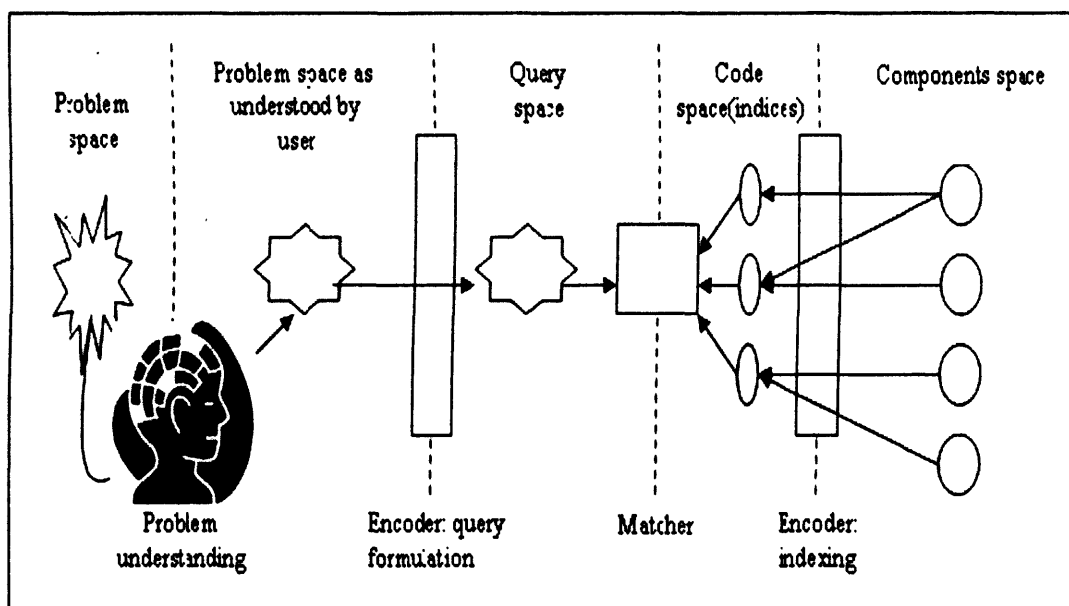 Problem
space
Problem space as
understood by
user
Query
space
Code
space(indices)
Components space
Problem
understanding
Encoder: query
formulation
Matcher
Encoder:
indexing